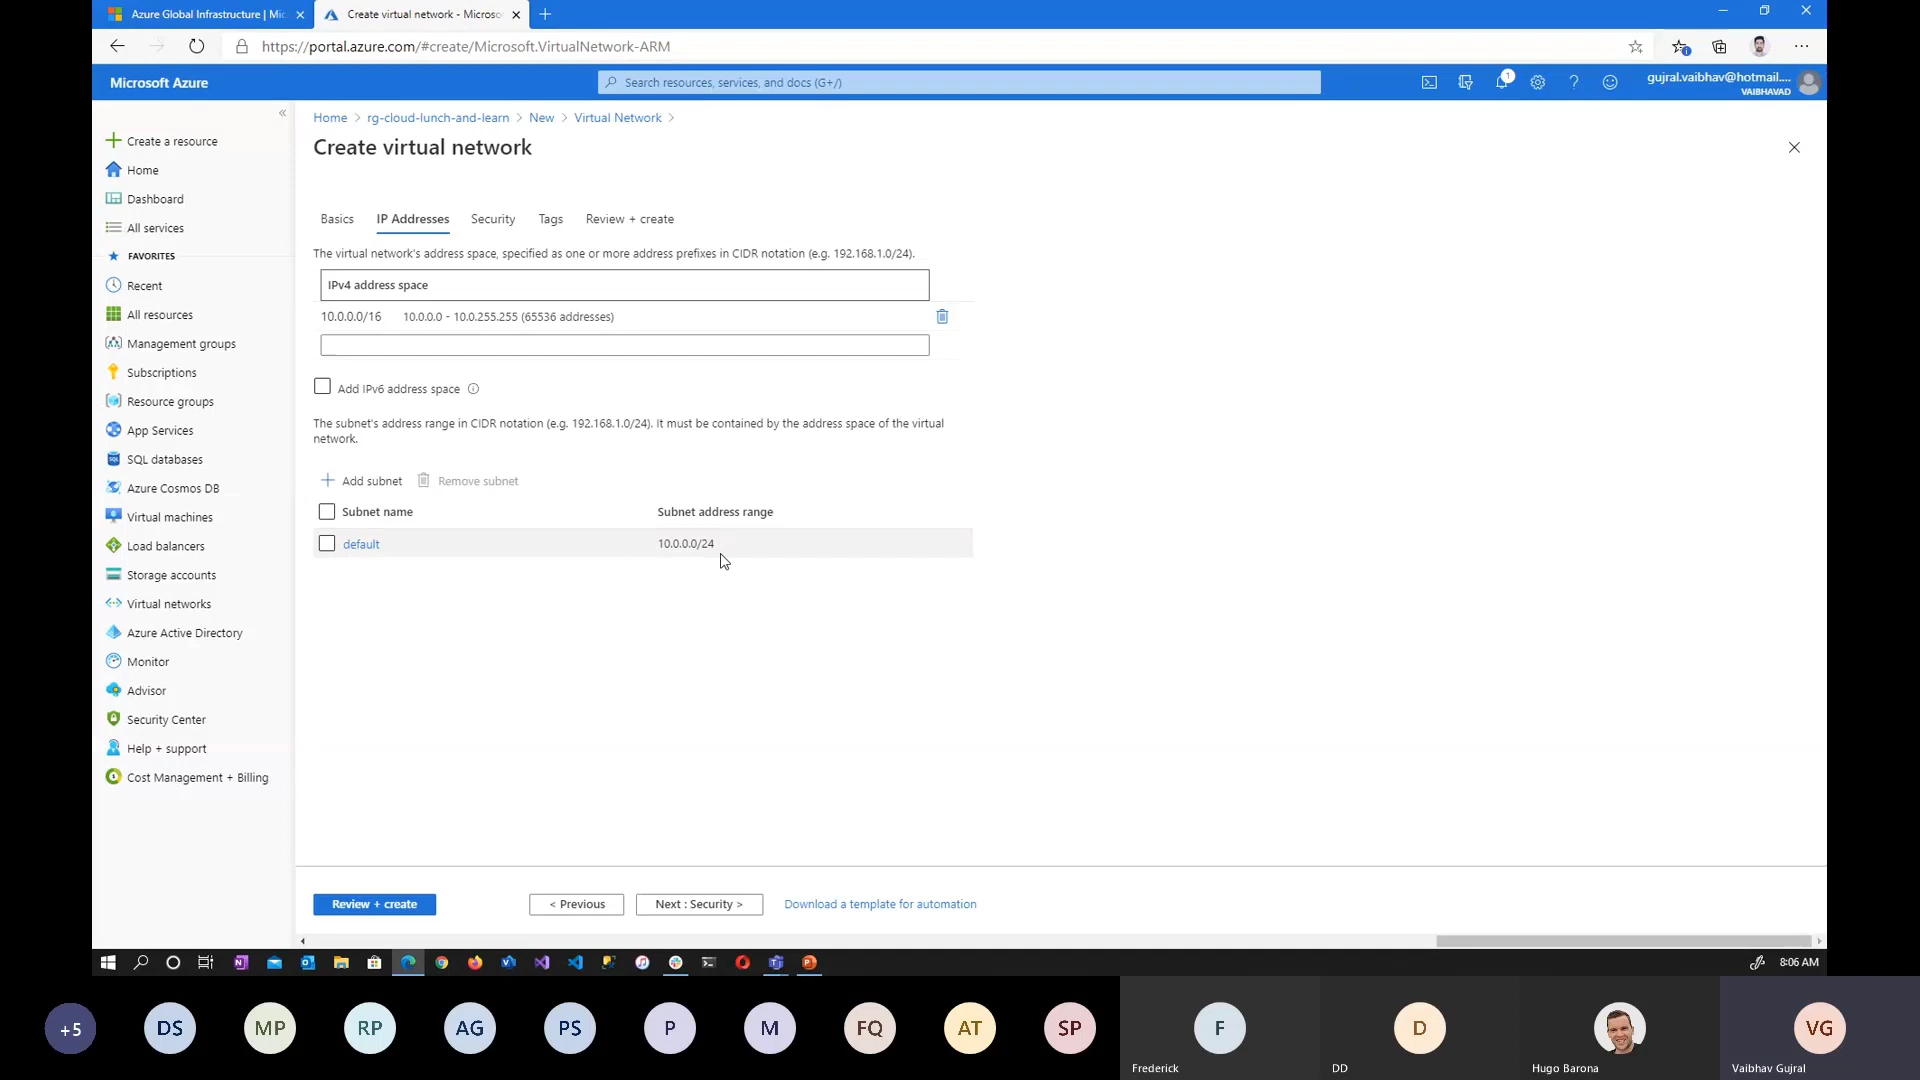 Azure Global Infrastructure | Mic
Create virtual network - Microso
https://portal.azure.com/#create/Microsoft.VirtualNetwork-ARM
Microsoft Azure
Search resources, services, and docs (G+/)
1
gujral.vaibhav@hotmail....
VAIBHAVAD
Home > rg-cloud-lunch-and-learn > New > Virtual Network >
Create virtual network
Create a resource
Home
Dashboard
All services
FAVORITES
Recent
All resources
Management groups
Subscriptions
Resource groups
App Services
SQL databases
Azure Cosmos DB
Virtual machines
Load balancers
Storage accounts
Virtual networks
Azure Active Directory
Monitor
Advisor
Security Center
Help + support
Cost Management + Billing
Basics IP Addresses Security Tags Review + create
The virtual network's address space, specified as one or more address prefixes in CIDR notation (e.g. 192.168.1.0/24).
IPv4 address space
10.0.0.0/16 10.0.0.0 - 10.0.255.255 (65536 addresses)
Add IPv6 address space
The subnet's address range in CIDR notation (e.g. 192.168.1.0/24). It must be contained by the address space of the virtual
network.
Add subnet Remove subnet
Subnet name Subnet address range
default 10.0.0.0/24
Review + create < Previous Next : Security > Download a template for automation
8:06 AM
+5 DS MP RP AG PS P M FQ AT SP F D VG
Frederick DD Hugo Barona Vaibhav Gujral